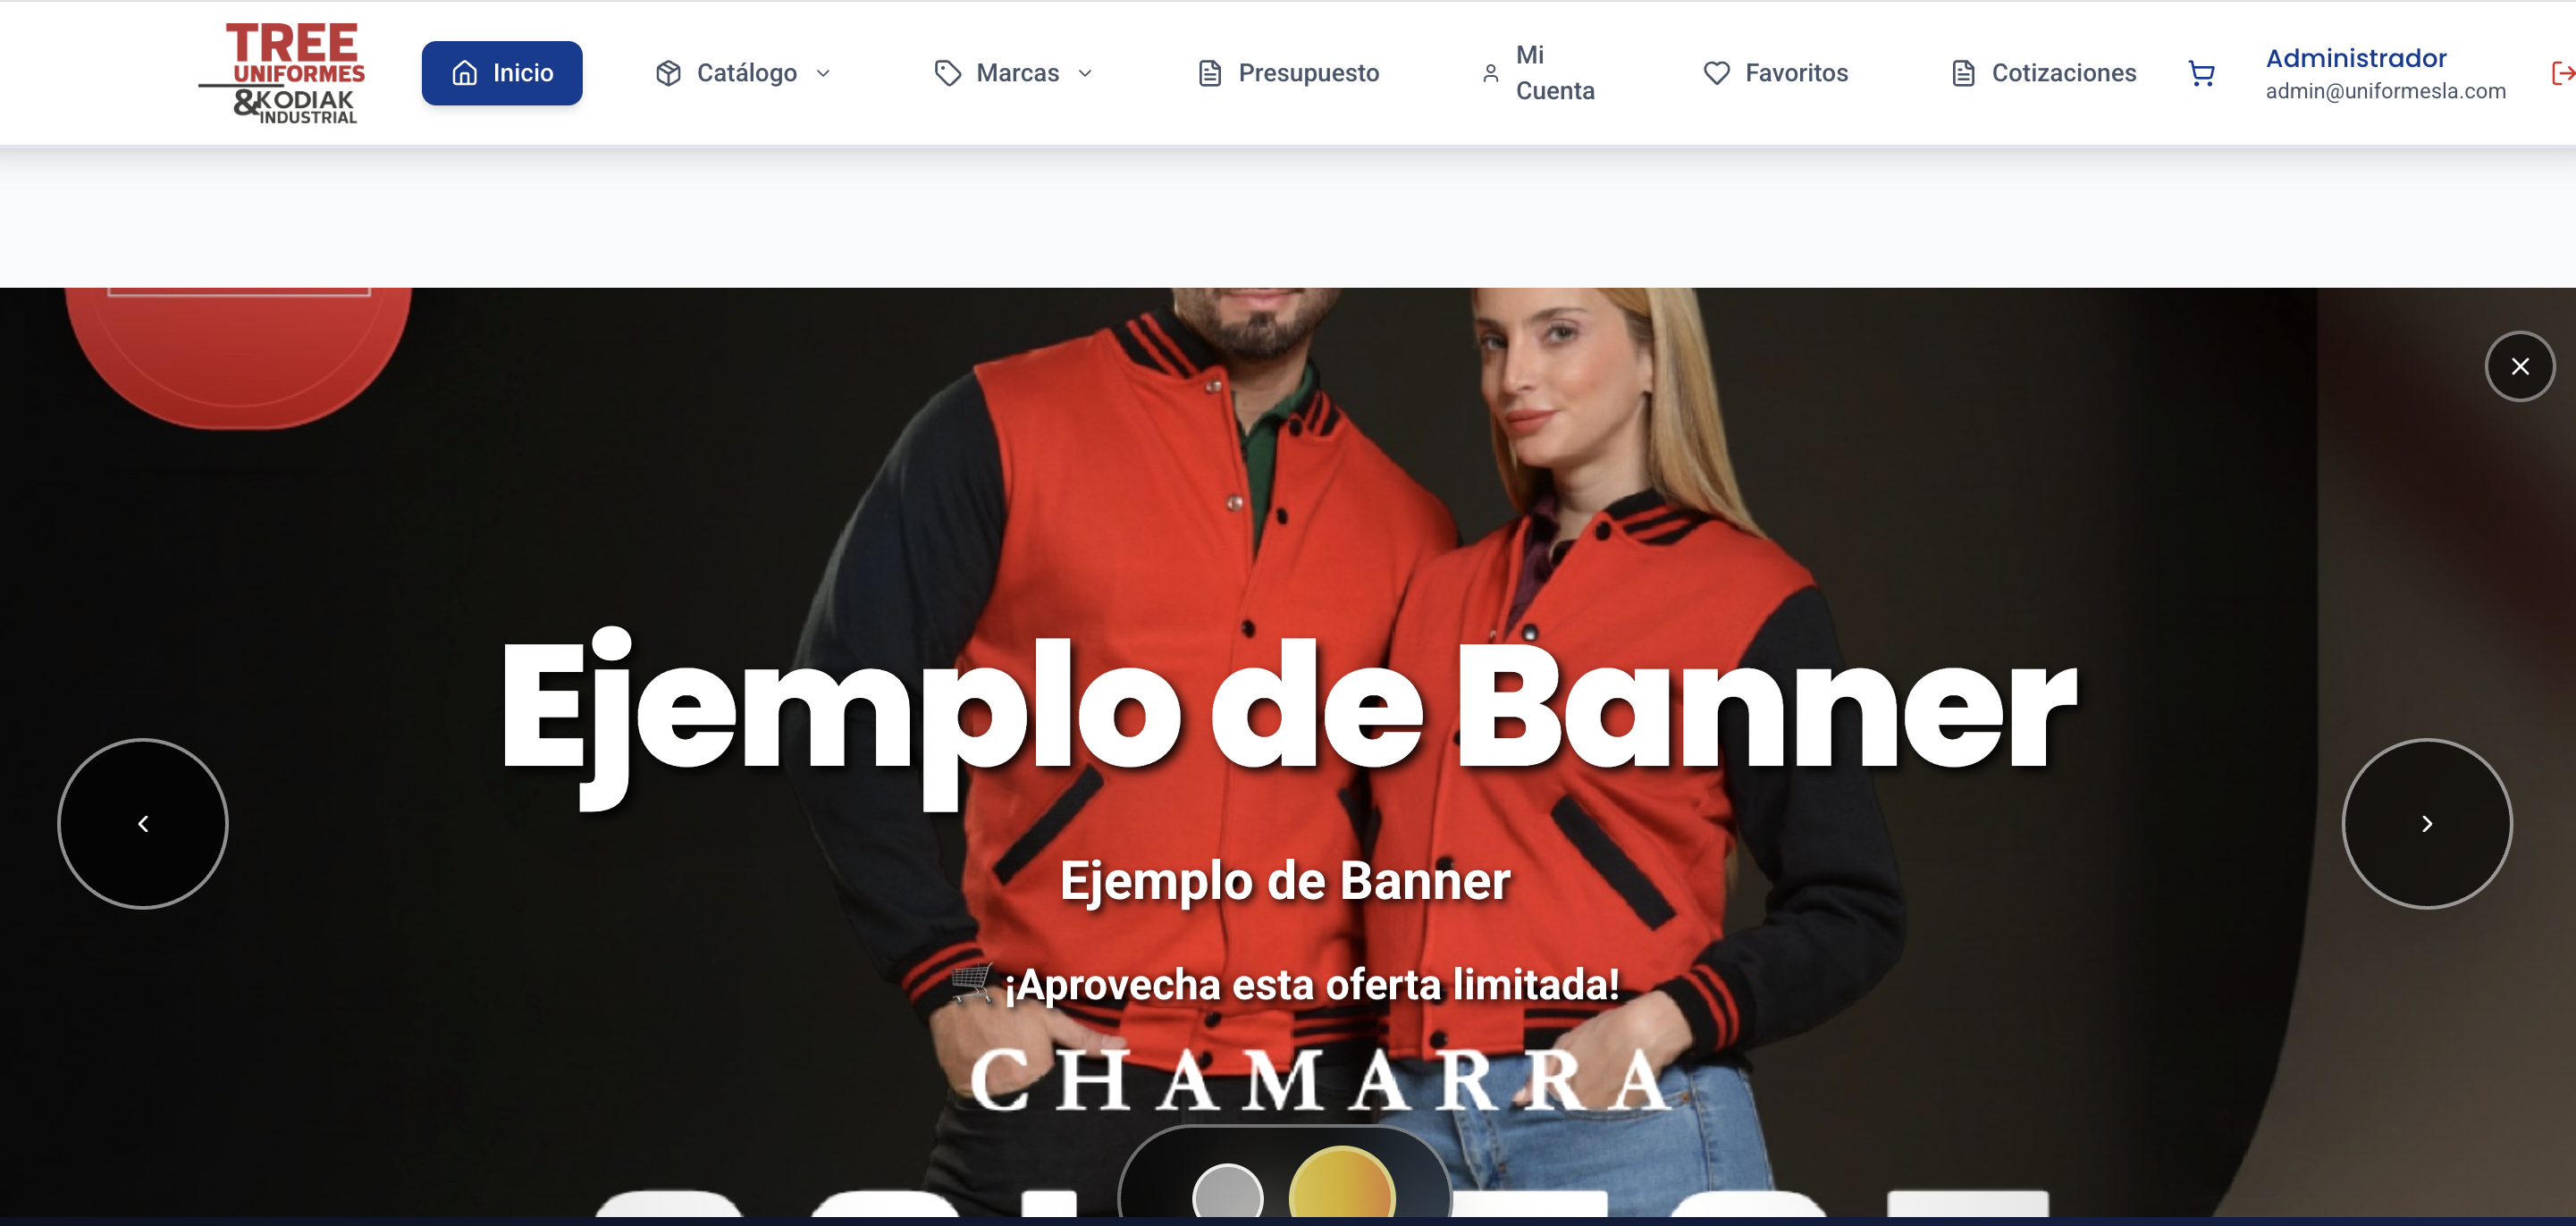 TREE
UNIFORMES
&KODIAK
INDUSTRIAL
Inicio
Catálogo
Marcas
Presupuesto
Mi
Cuenta
Favoritos
Cotizaciones
Administrador
admin@uniformesla.com
Ejemplo de Banner
Ejemplo de Banner
¡Aprovecha esta oferta limitada!
CHAMARRA